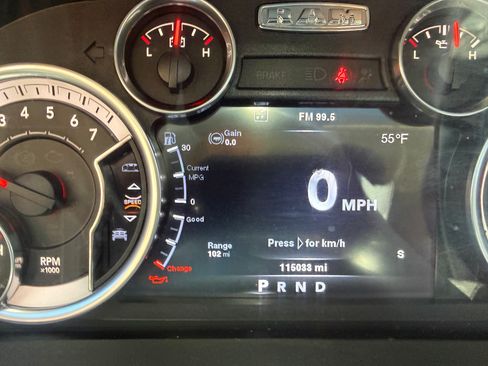 RAM
L H
L H
BRAKE
FM 99.5
Gain
0.0
55°F
30
Current
MPG
0
Good
0 MPH
Range
102 mi
Press ▷ for km/h
S
Change
115033 mi
P R N D
3 4 5 6 7
SPEED
RPM
x1000